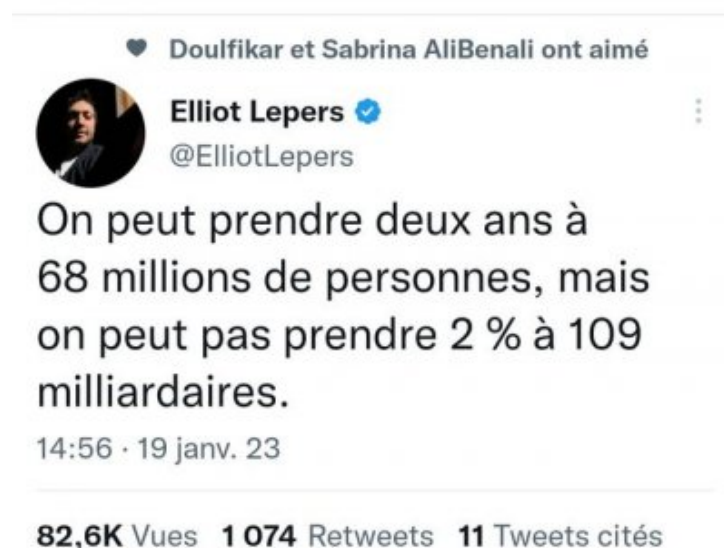 Doulfikar et Sabrina AliBenali ont aimé
Elliot Lepers
@ElliotLepers
On peut prendre deux ans à
68 millions de personnes, mais
on peut pas prendre 2 % à 109
milliardaires.
14:56 · 19 janv. 23
82,6K Vues 1 074 Retweets 11 Tweets cités